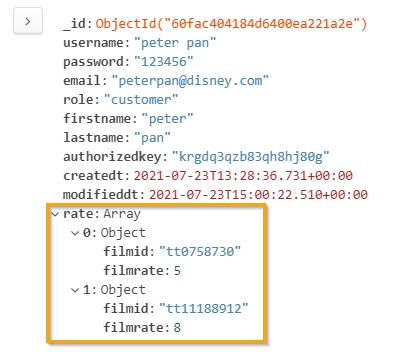 _id: ObjectId("60fac404184d6400ea221a2e")
username: "peter pan"
password: "123456"
email: "peterpan@disney.com"
role: "customer"
firstname: "peter"
lastname: "pan"
authorizedkey: "krgdq3qzb83qh8hj80g"
createdt: 2021-07-23T13:28:36.731+00:00
modifieddt: 2021-07-23T15:00:22.510+00:00
rate: Array
0: Object
filmid: "tt0758730"
filmrate: 5
1: Object
filmid: "tt11188912"
filmrate: 8